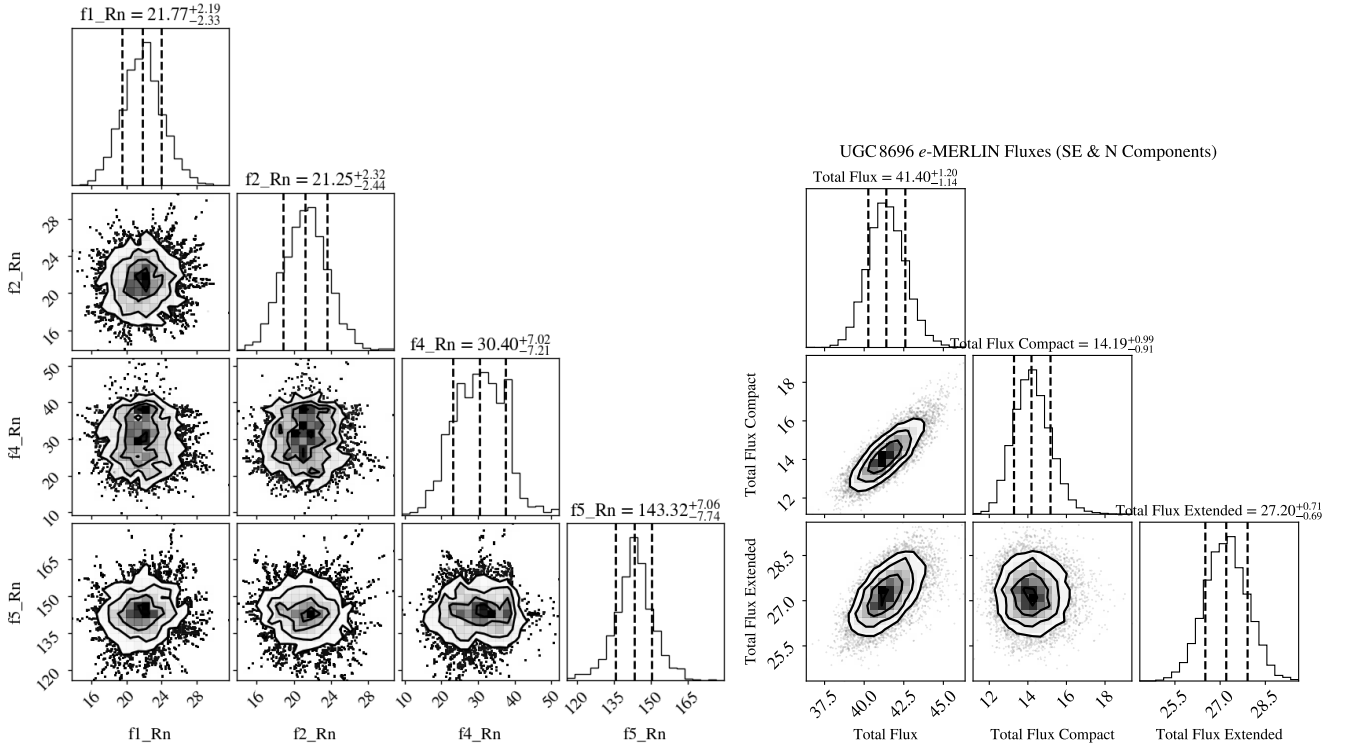 f1_Rn = 21.77+2.19−2.33
UGC 8696 e-MERLIN Fluxes (SE & N Components)
f2_Rn = 21.25+2.32−2.44
Total Flux = 41.40+1.20−1.14
28
24
20
16
f2_Rn
f4_Rn = 30.40+7.02−7.21
Total Flux Compact = 14.19+0.99−0.91
50
40
30
20
10
f4_Rn
18
16
14
12
Total Flux Compact
f5_Rn = 143.32+7.06−7.74
Total Flux Extended = 27.20+0.71−0.69
165
150
135
120
f5_Rn
28.5
27.0
25.5
Total Flux Extended
16 20 24 28
16 20 24 28
10 20 30 40 50
120 135 150 165
37.5 40.0 42.5 45.0
12 14 16 18
25.5 27.0 28.5
f1_Rn
f2_Rn
f4_Rn
f5_Rn
Total Flux
Total Flux Compact
Total Flux Extended